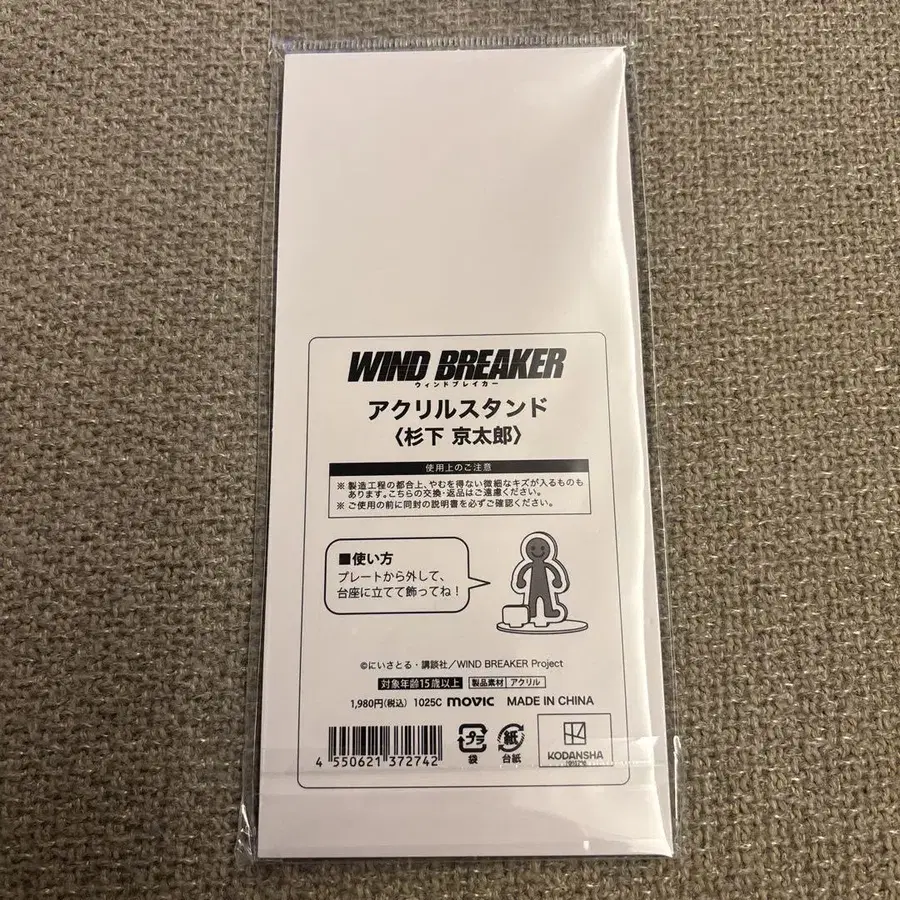 WIND BREAKER
ウィンドブレイカー
アクリルスタンド
〈杉下 京太郎〉
使用上のご注意
※ 製造工程の都合上、やむを得ない微細なキズが入るものも
あります。こちらの交換・返品はご遠慮ください。
※ ご使用の前に同封の説明書を必ずご確認ください。
■使い方
プレートから外して、
台座に立てて飾ってね！
©にいさとる・講談社／WIND BREAKER Project
対象年齢15歳以上 製品素材 アクリル
1,980円(税込) 1025C movic MADE IN CHINA
4 550621 372742
プラ 袋
紙 台紙
KODANSHA